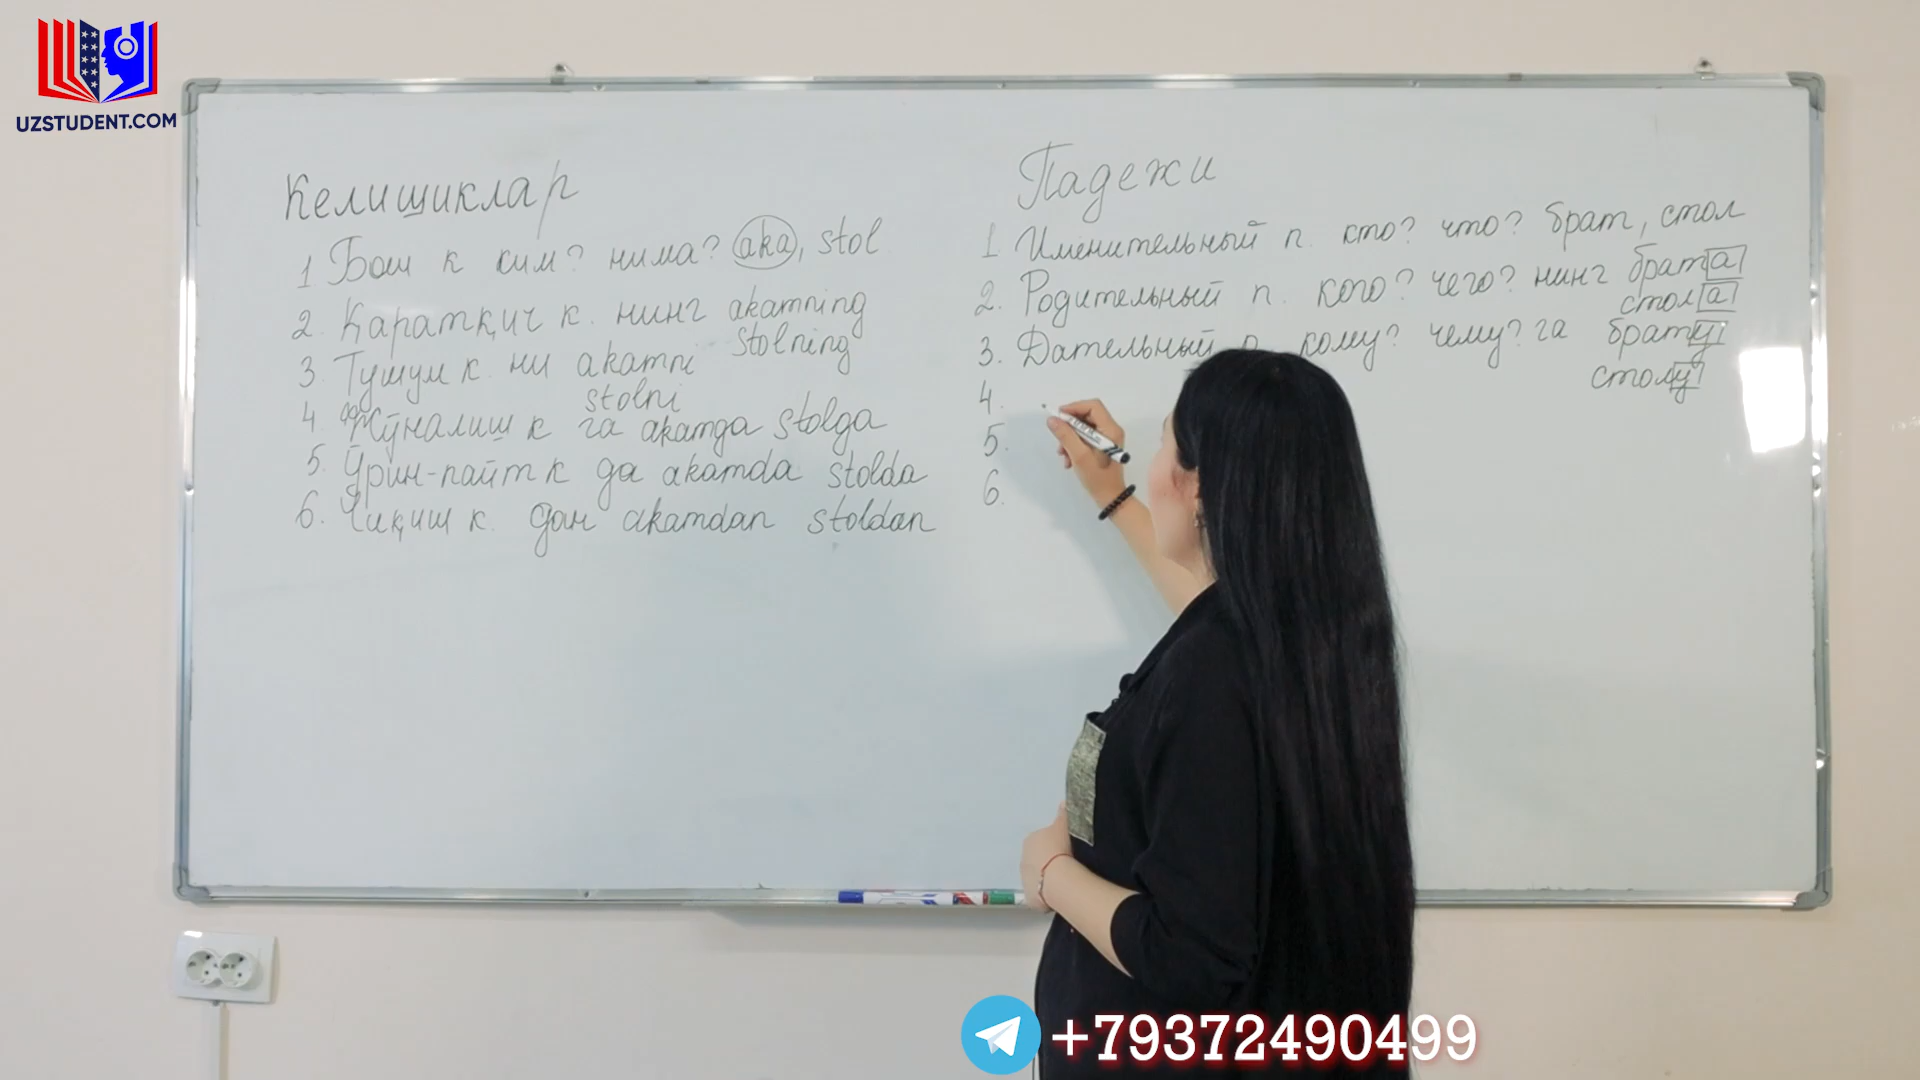 UZSTUDENT.COM
Келишиклар
1 Бош к ким? нима? aka, stol
2. Қаратқич к. нинг akamning
stolning
3. Тушум к. ни akamni
stolni
4. Жўналиш к га akamga stolga
5. Ўрин-пайт к да akamda stolda
6. Чиқиш к. дан akamdan stoldan
Падежи
1 Именительный п. кто? что? брат, стол
2. Родительный п. кого? чего? нинг брата
стола
3. Дательный п. кому? чему? га брату
столу
4.
5.
6.
+79372490499